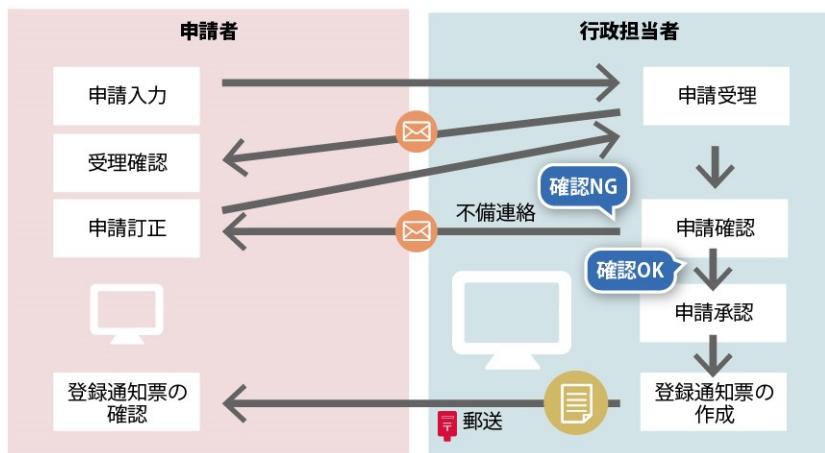 申請者
行政担当者
申請入力
申請受理
受理確認
確認NG
申請訂正
不備連絡
申請確認
確認OK
申請承認
登録通知票の
確認
登録通知票の
作成
〒
郵送